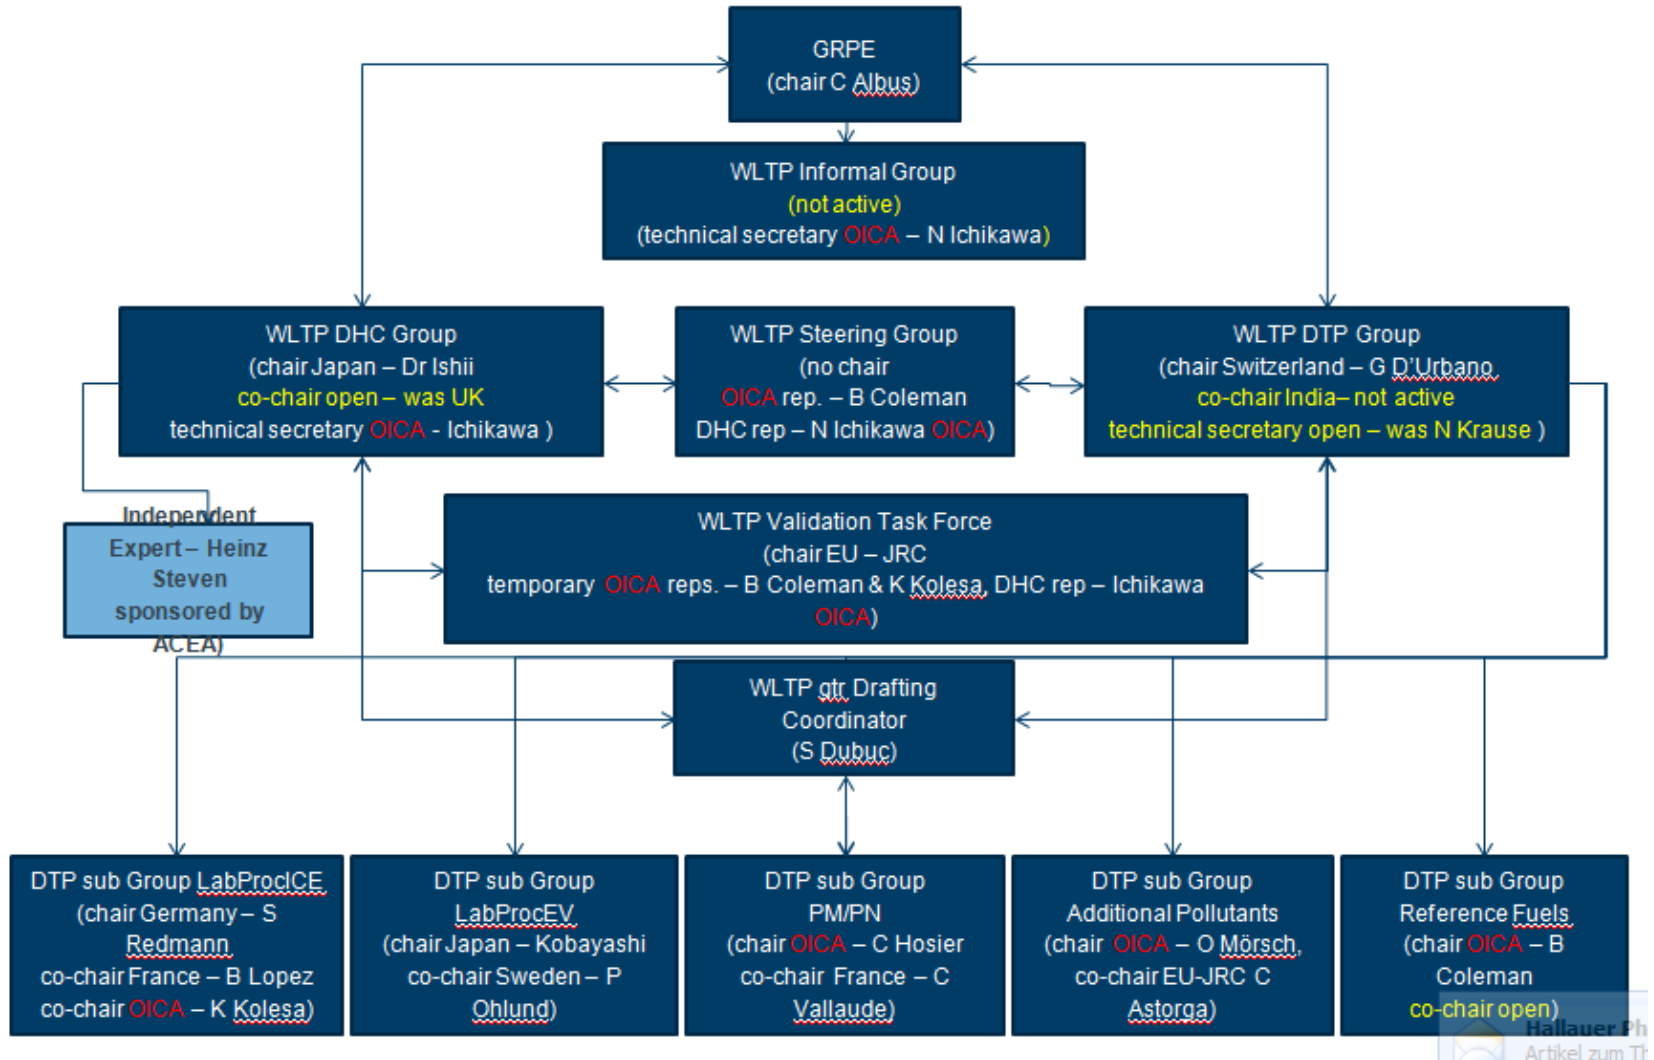 GRPE
(chair C Albus)
WLTP Informal Group
(not active)
(technical secretary OICA – N Ichikawa)
WLTP DHC Group
(chair Japan – Dr Ishii
co-chair open – was UK
technical secretary OICA - Ichikawa )
WLTP Steering Group
(no chair
OICA rep. – B Coleman
DHC rep – N Ichikawa OICA)
WLTP DTP Group
(chair Switzerland – G D'Urbano,
co-chair India– not active
technical secretary open – was N Krause )
Independent
Expert – Heinz
Steven
sponsored by
ACEA)
WLTP Validation Task Force
(chair EU – JRC
temporary OICA reps. – B Coleman & K Kolesa, DHC rep – Ichikawa
OICA)
WLTP gtr Drafting
Coordinator
(S Dubuc)
DTP sub Group LabProcICE
(chair Germany – S
Redmann
co-chair France – B Lopez
co-chair OICA – K Kolesa)
DTP sub Group
LabProcEV
(chair Japan – Kobayashi
co-chair Sweden – P
Ohlund)
DTP sub Group
PM/PN
(chair OICA – C Hosier
co-chair France – C
Vallaude)
DTP sub Group
Additional Pollutants
(chair OICA – O Mörsch,
co-chair EU-JRC C
Astorga)
DTP sub Group
Reference Fuels
(chair OICA – B
Coleman
co-chair open)
Hallauer Ph
Artikel zum Th